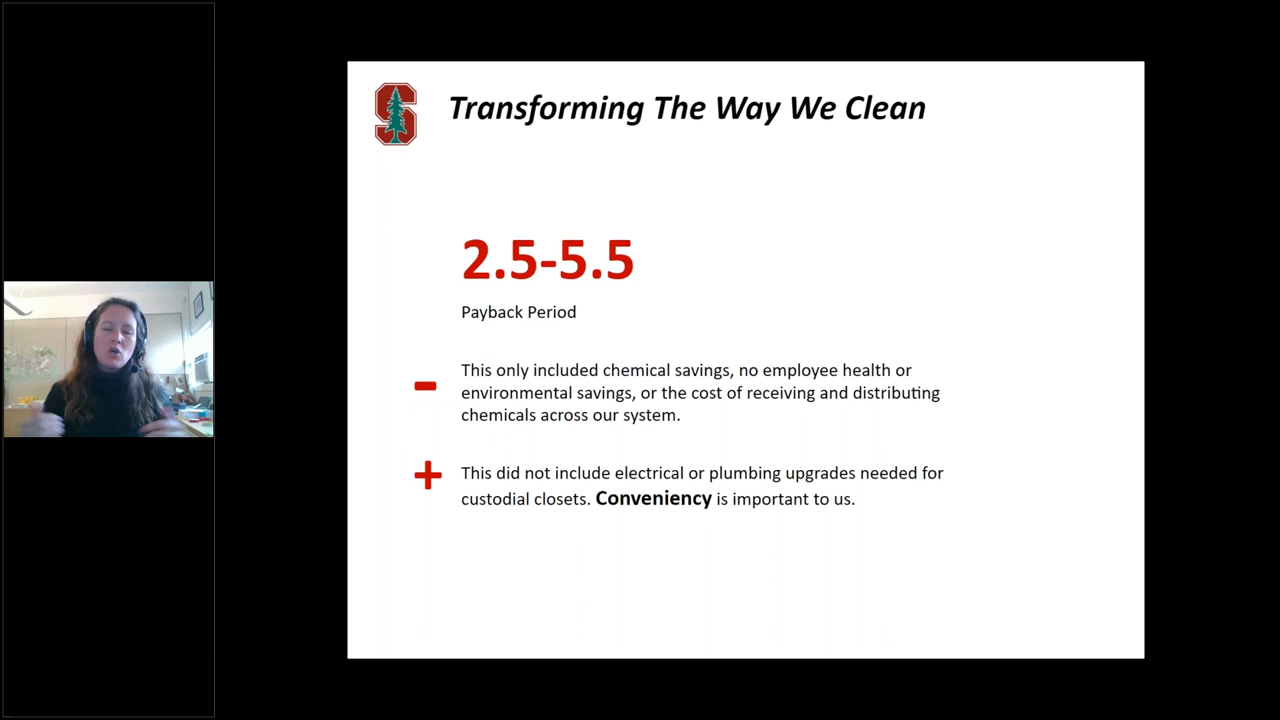 Transforming The Way We Clean
2.5-5.5
Payback Period
This only included chemical savings, no employee health or
environmental savings, or the cost of receiving and distributing
chemicals across our system.
This did not include electrical or plumbing upgrades needed for
custodial closets. Conveniency is important to us.